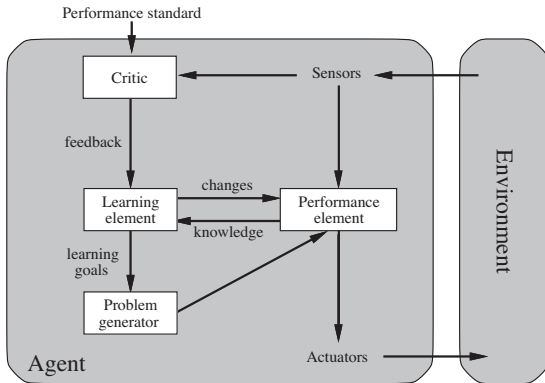 Performance standard
Critic
Sensors
feedback
changes
Learning
element
Performance
element
knowledge
learning
goals
Problem
generator
Actuators
Agent
Environment